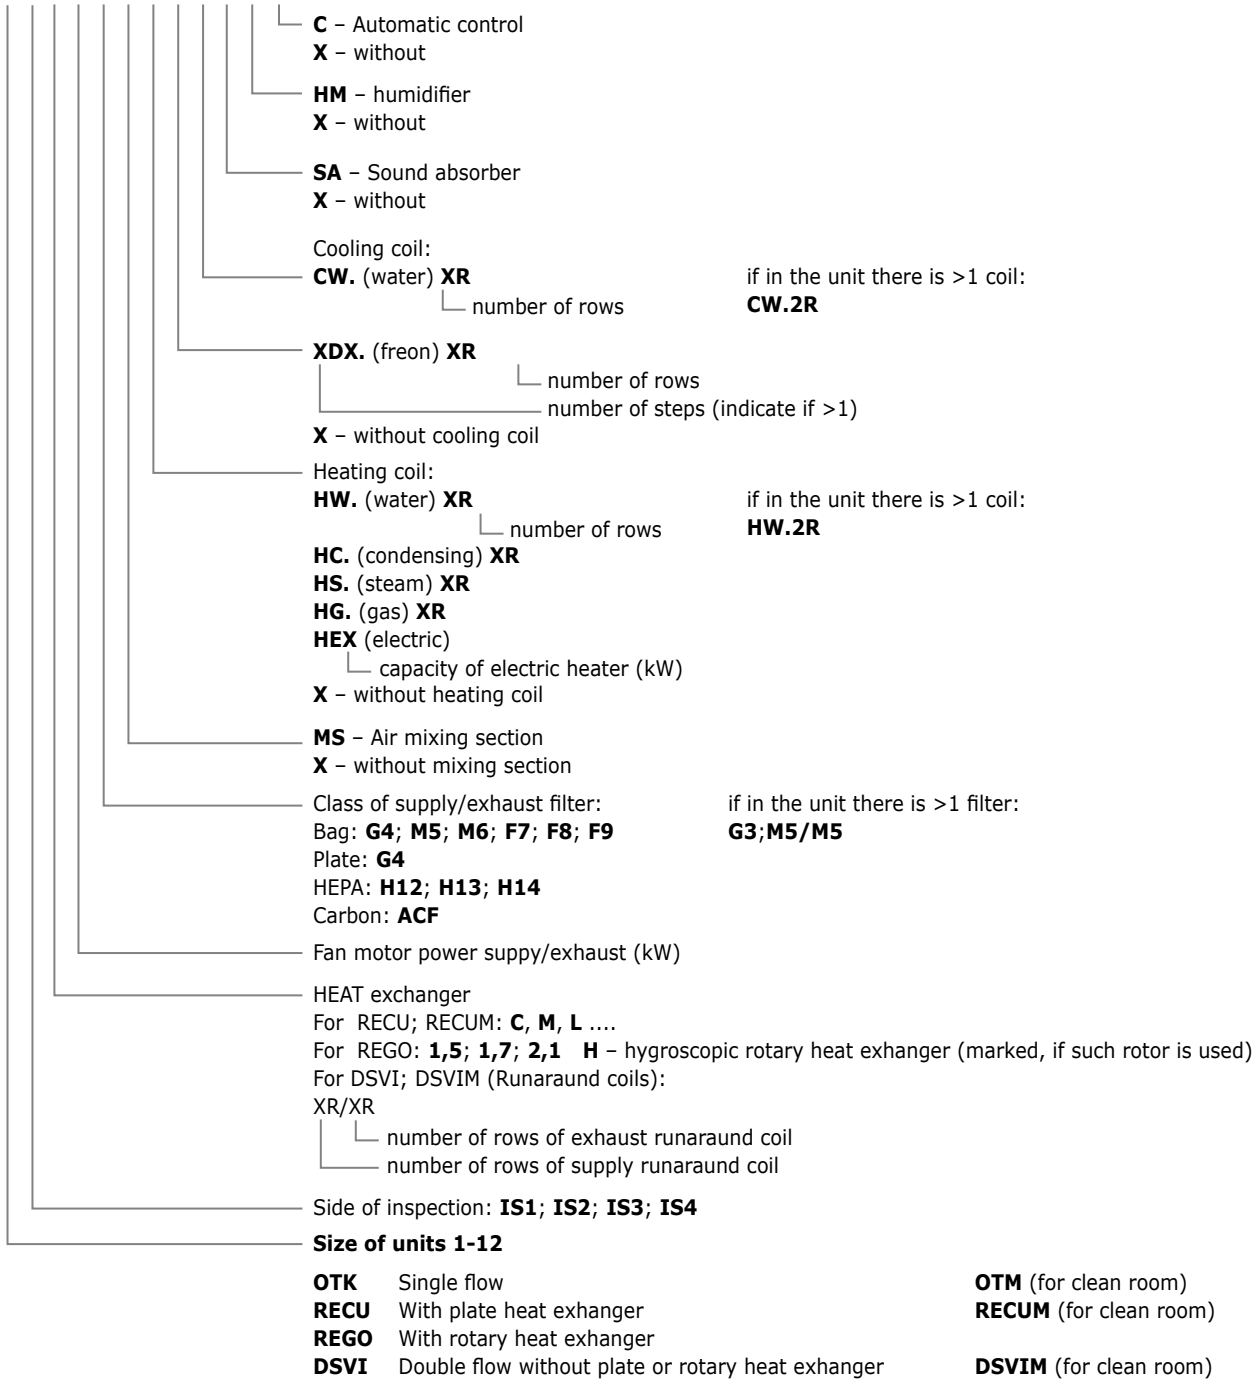 C – Automatic control
X – without
HM – humidifier
X – without
SA – Sound absorber
X – without
Cooling coil:
CW. (water) XR if in the unit there is >1 coil:
number of rows CW.2R
XDX. (freon) XR
number of rows
number of steps (indicate if >1)
X – without cooling coil
Heating coil:
HW. (water) XR if in the unit there is >1 coil:
number of rows HW.2R
HC. (condensing) XR
HS. (steam) XR
HG. (gas) XR
HEX (electric)
capacity of electric heater (kW)
X – without heating coil
MS – Air mixing section
X – without mixing section
Class of supply/exhaust filter: if in the unit there is >1 filter:
Bag: G4; M5; M6; F7; F8; F9 G3;M5/M5
Plate: G4
HEPA: H12; H13; H14
Carbon: ACF
Fan motor power suppy/exhaust (kW)
HEAT exchanger
For RECU; RECUM: C, M, L ....
For REGO: 1,5; 1,7; 2,1 H – hygroscopic rotary heat exhanger (marked, if such rotor is used)
For DSVI; DSVIM (Runaraund coils):
XR/XR
number of rows of exhaust runaraund coil
number of rows of supply runaraund coil
Side of inspection: IS1; IS2; IS3; IS4
Size of units 1-12
OTK Single flow OTM (for clean room)
RECU With plate heat exhanger RECUM (for clean room)
REGO With rotary heat exhanger
DSVI Double flow without plate or rotary heat exhanger DSVIM (for clean room)